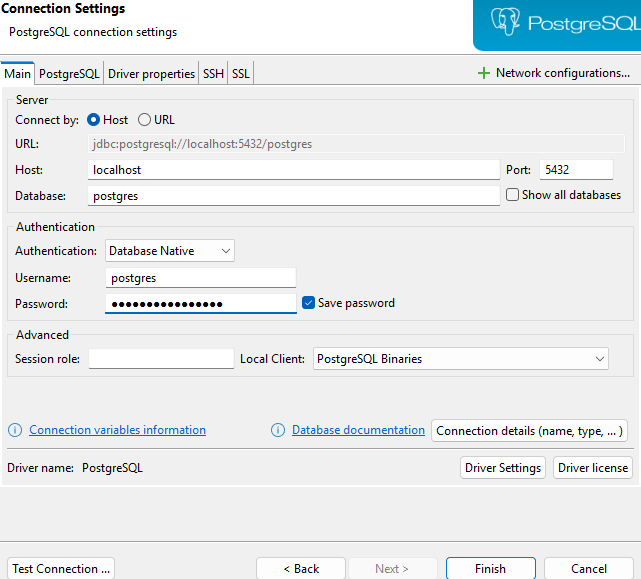 Connection Settings
PostgreSQL connection settings
PostgreSQL
Main PostgreSQL Driver properties SSH SSL Network configurations...
Server
Connect by: Host URL
URL: jdbc:postgresql://localhost:5432/postgres
Host: localhost Port: 5432
Database: postgres Show all databases
Authentication
Authentication: Database Native
Username: postgres
Password: ●●●●●●●●●●●●●●●● Save password
Advanced
Session role: Local Client: PostgreSQL Binaries
Connection variables information Database documentation Connection details (name, type, ... )
Driver name: PostgreSQL Driver Settings Driver license
Test Connection ... < Back Next > Finish Cancel